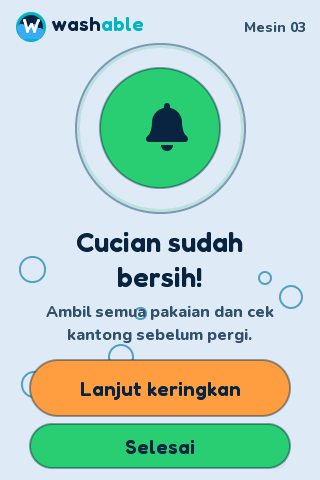 washable
Mesin 03
Cucian sudah
bersih!
Ambil semua pakaian dan cek
kantong sebelum pergi.
Lanjut keringkan
Selesai